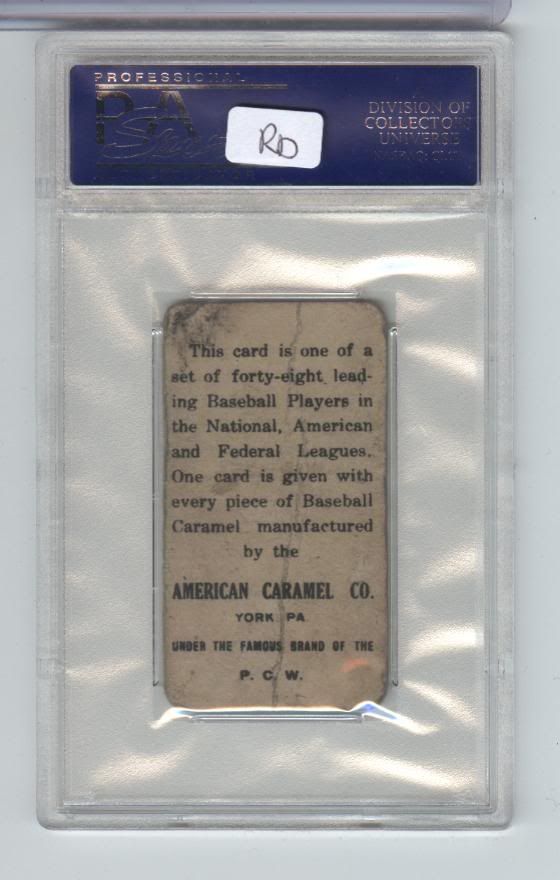 PROFESSIONAL
PSA
RD
DIVISION OF
COLLECTORS
UNIVERSE
This card is one of a
set of forty-eight lead-
ing Baseball Players in
the National, American
and Federal Leagues.
One card is given with
every piece of Baseball
Caramel manufactured
by the
AMERICAN CARAMEL CO.
YORK PA
UNDER THE FAMOUS BRAND OF THE
P. C. W.